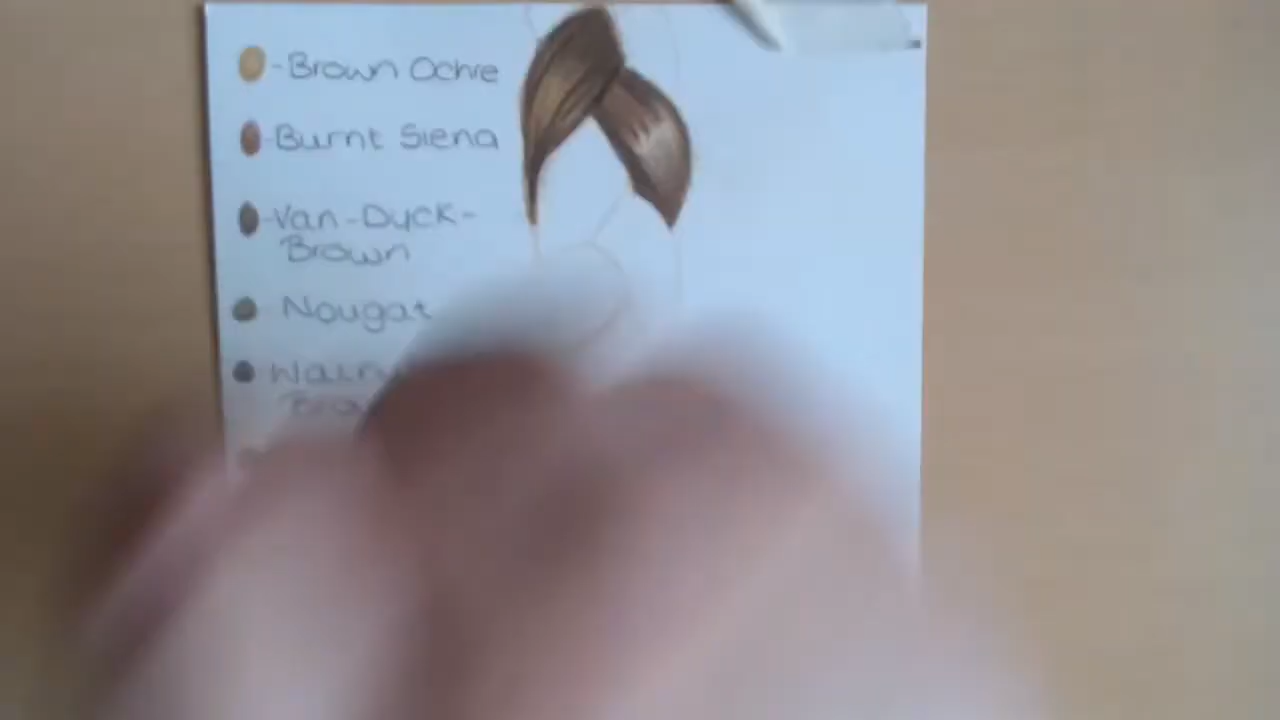 -Brown Ochre
-Burnt Siena
-Van-Dyck-
Brown
Nougat